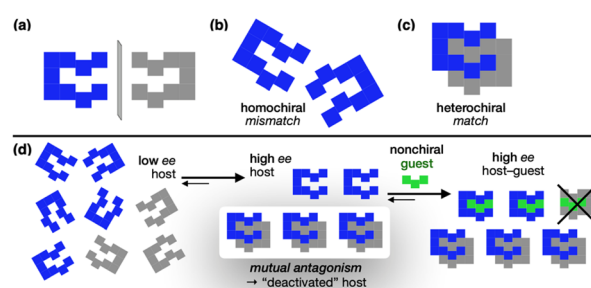 (a)
(b)
(c)
homochiral
mismatch
heterochiral
match
(d)
low ee
host
high ee
host
nonchiral
guest
high ee
host–guest
mutual antagonism
→ "deactivated" host